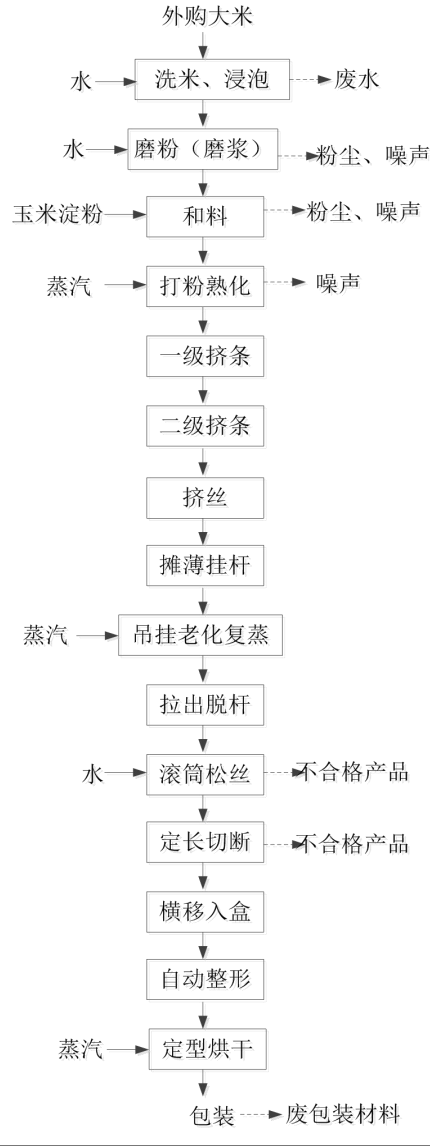 外购大米
水 洗米、浸泡 废水
水 磨粉（磨浆） 粉尘、噪声
玉米淀粉 和料 粉尘、噪声
蒸汽 打粉熟化 噪声
一级挤条
二级挤条
挤丝
摊薄挂杆
蒸汽 吊挂老化复蒸
拉出脱杆
水 滚筒松丝 不合格产品
定长切断 不合格产品
横移入盒
自动整形
蒸汽 定型烘干
包装 废包装材料